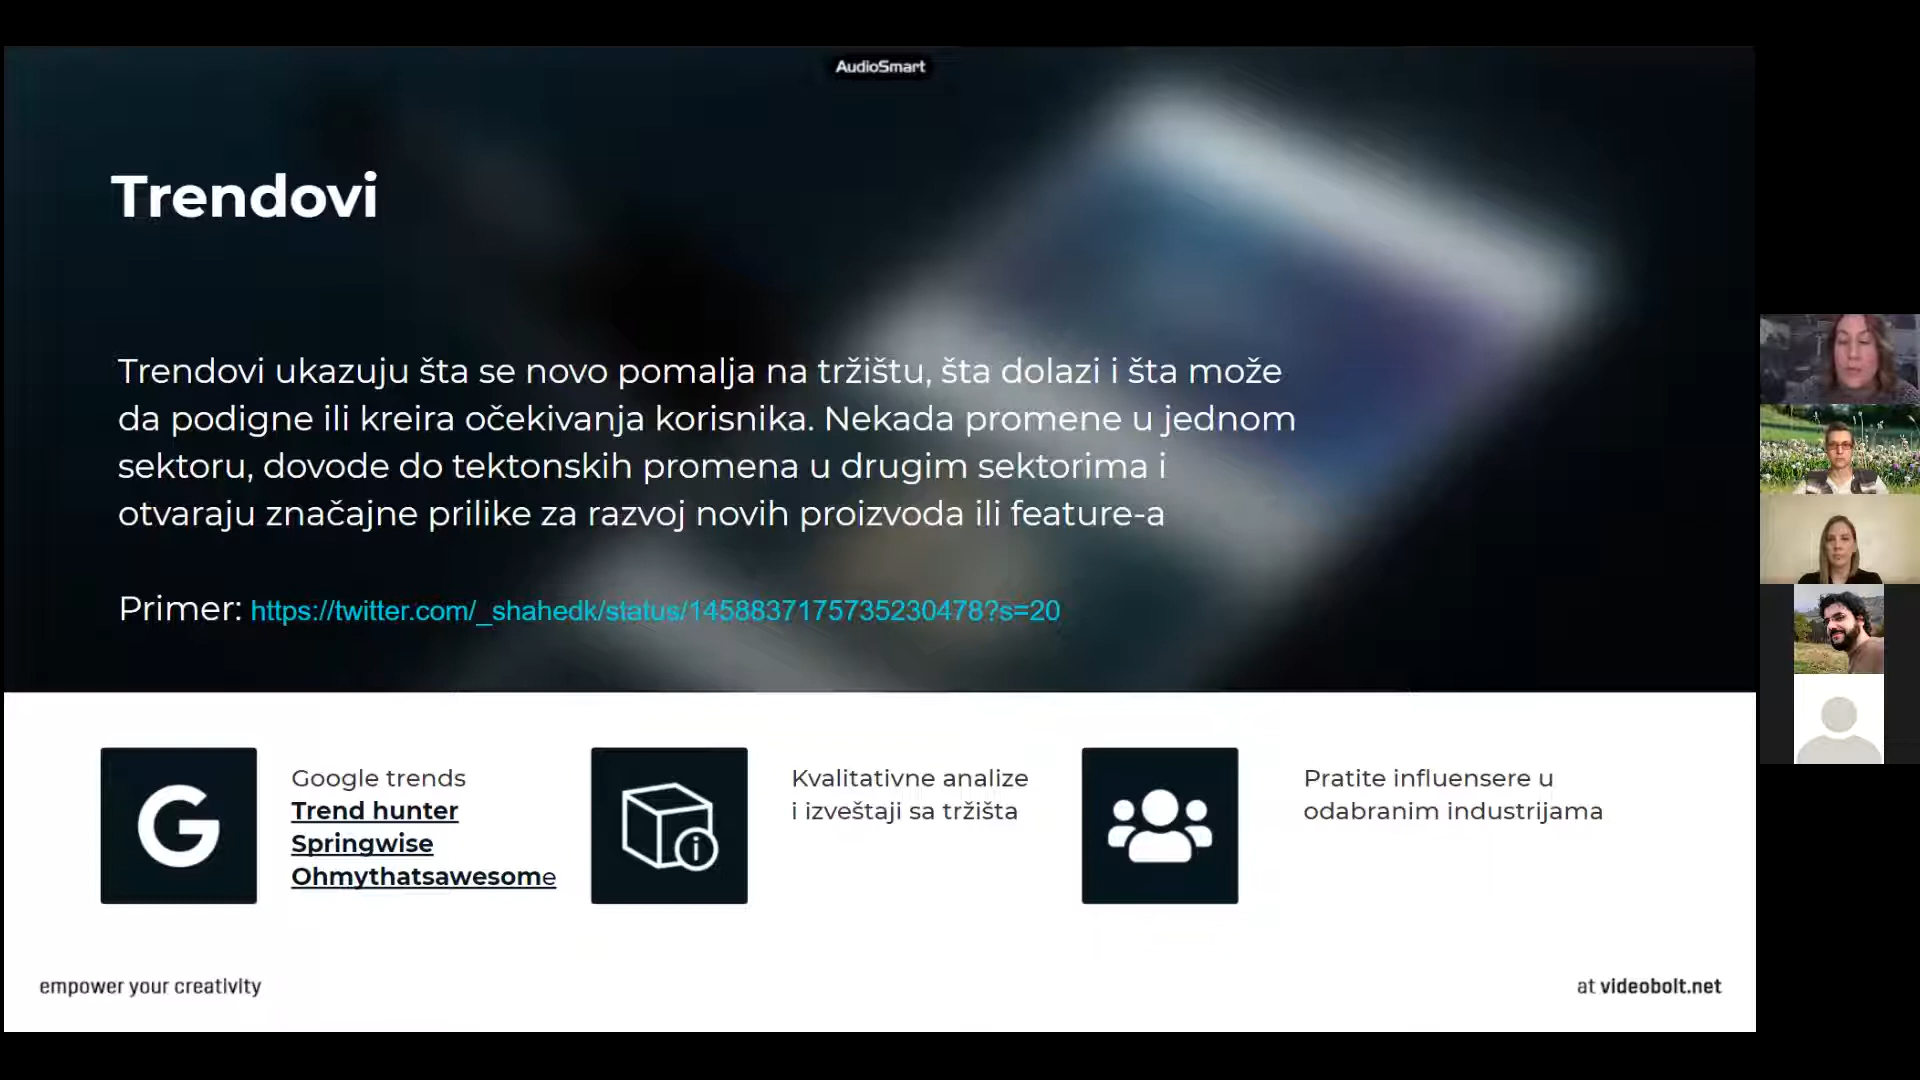 AudioSmart
Trendovi
Trendovi ukazuju šta se novo pomalja na tržištu, šta dolazi i šta može
da podigne ili kreira očekivanja korisnika. Nekada promene u jednom
sektoru, dovode do tektonskih promena u drugim sektorima i
otvaraju značajne prilike za razvoj novih proizvoda ili feature-a
Primer: https://twitter.com/_shahedk/status/1458837175735230478?s=20
Google trends
Trend hunter
Springwise
Ohmythatsawesome
Kvalitativne analize
i izveštaji sa tržišta
Pratite influensere u
odabranim industrijama
empower your creativity
at videobolt.net